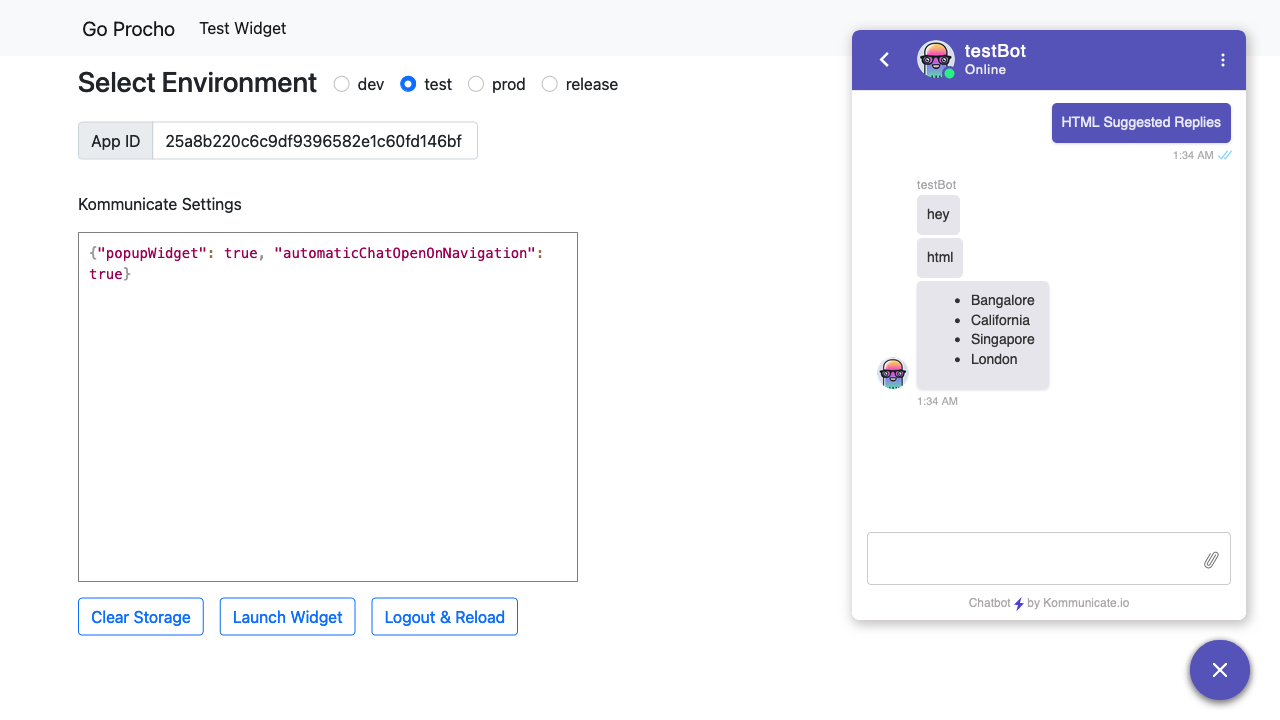 Go Procho Test Widget
Select Environment dev test prod release
App ID 25a8b220c6c9df9396582e1c60fd146bf
Kommunicate Settings
{"popupWidget": true, "automaticChatOpenOnNavigation":
true}
Clear Storage Launch Widget Logout & Reload
testBot
Online
HTML Suggested Replies
1:34 AM
testBot
hey
html
Bangalore
California
Singapore
London
1:34 AM
Chatbot by Kommunicate.io